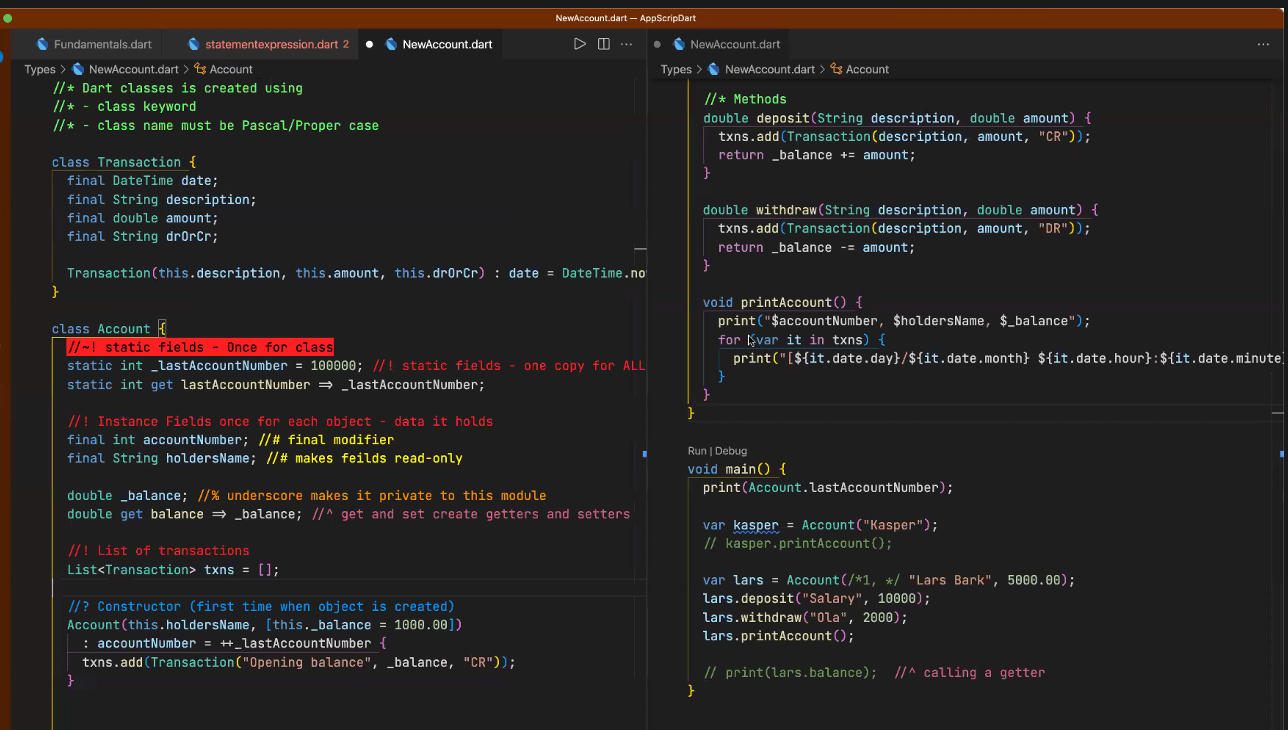 NewAccount.dart — AppScripDart
Fundamentals.dart
statementexpression.dart 2
NewAccount.dart
Types > NewAccount.dart > Account
//* Dart classes is created using
//* - class keyword
//* - class name must be Pascal/Proper case
class Transaction {
final DateTime date;
final String description;
final double amount;
final String drOrCr;
Transaction(this.description, this.amount, this.drOrCr) : date = DateTime.no
}
class Account {
//~! static fields - Once for class
static int _lastAccountNumber = 100000; //! static fields - one copy for ALL
static int get lastAccountNumber => _lastAccountNumber;
//! Instance Fields once for each object - data it holds
final int accountNumber; //# final modifier
final String holdersName; //# makes feilds read-only
double _balance; //% underscore makes it private to this module
double get balance => _balance; //^ get and set create getters and setters
//! List of transactions
List<Transaction> txns = [];
//? Constructor (first time when object is created)
Account(this.holdersName, [this._balance = 1000.00])
: accountNumber = ++_lastAccountNumber {
txns.add(Transaction("Opening balance", _balance, "CR"));
}
NewAccount.dart
Types > NewAccount.dart > Account
//* Methods
double deposit(String description, double amount) {
txns.add(Transaction(description, amount, "CR"));
return _balance += amount;
}
double withdraw(String description, double amount) {
txns.add(Transaction(description, amount, "DR"));
return _balance -= amount;
}
void printAccount() {
print("$accountNumber, $holdersName, $_balance");
for (var it in txns) {
print("[${it.date.day}/${it.date.month} ${it.date.hour}:${it.date.minute}
}
}
}
Run | Debug
void main() {
print(Account.lastAccountNumber);
var kasper = Account("Kasper");
// kasper.printAccount();
var lars = Account(/*1, */ "Lars Bark", 5000.00);
lars.deposit("Salary", 10000);
lars.withdraw("Ola", 2000);
lars.printAccount();
// print(lars.balance); //^ calling a getter
}